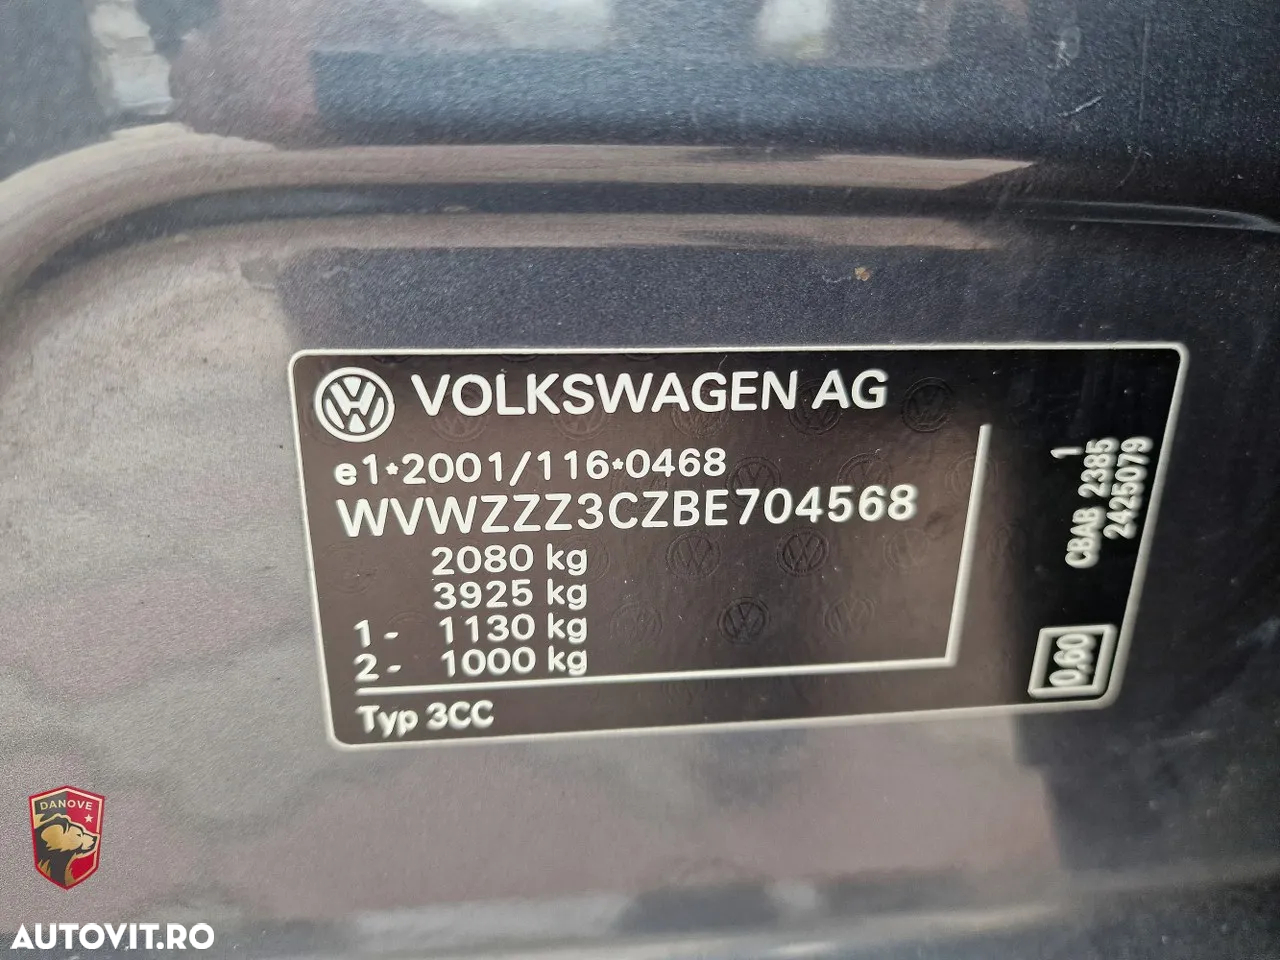 VOLKSWAGEN AG
e1*2001/116*0468
WVWZZZ3CZBE704568
2080 kg
3925 kg
1- 1130 kg
2- 1000 kg
Typ 3CC
1
CBAB 2385
2425079
0.60
DANOVE
AUTOVIT.RO